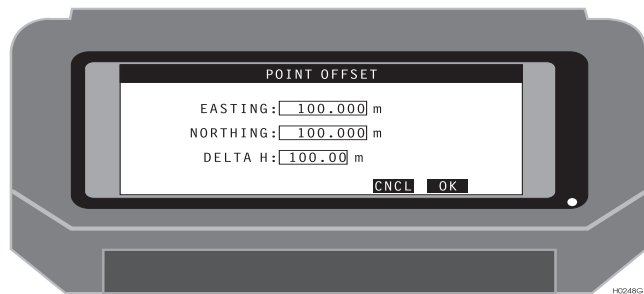 POINT OFFSET
EASTING: 100.000 m
NORTHING: 100.000 m
DELTA H: 100.00 m
CNCL OK
H0248G